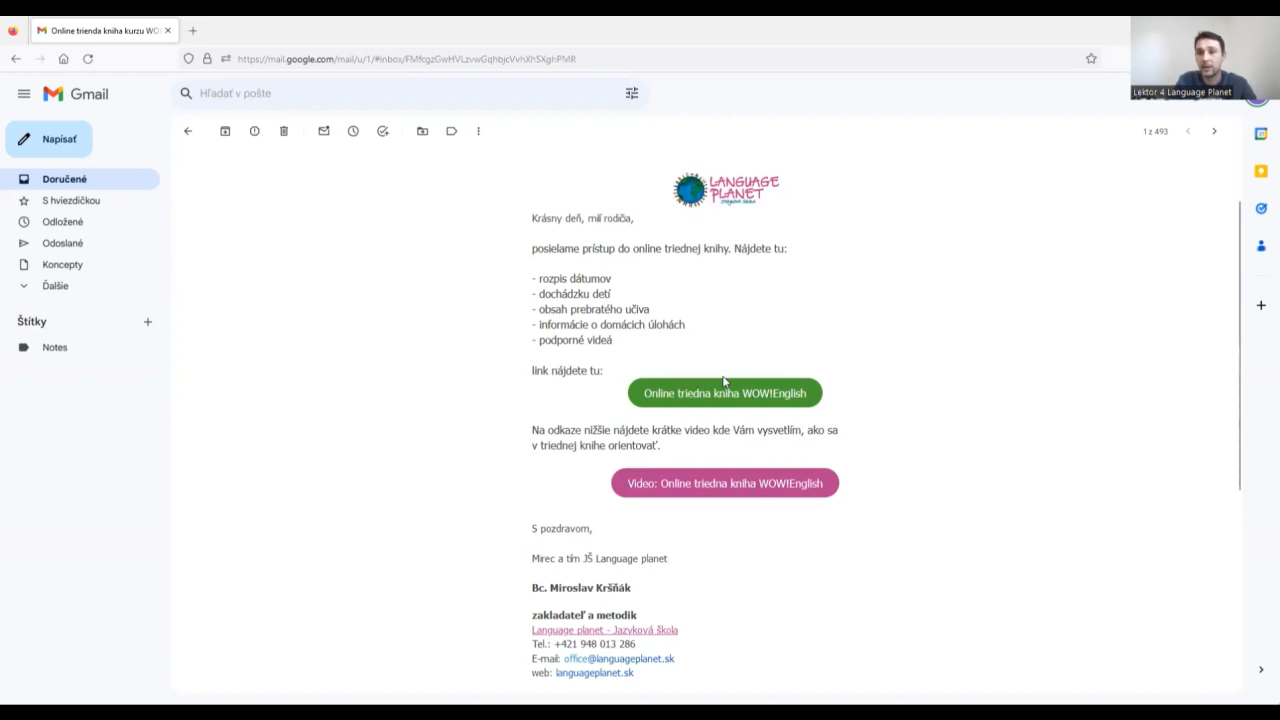 Online trienda kniha kurzu WO
https://mail.google.com/mail/u/1/#inbox/FMfcgzGwHVLzvwGqhbjcVvhXhSXghPMR
Lektor 4 Language Planet
Gmail
Hľadať v pošte
Napísať
1 z 493
Doručené
S hviezdičkou
Odložené
Odoslané
Koncepty
Ďalšie
Štítky
Notes
LANGUAGE
PLANET
Krásny deň, milí rodičia,
posielame prístup do online triednej knihy. Nájdete tu:
- rozpis dátumov
- dochádzku detí
- obsah prebratého učiva
- informácie o domácich úlohách
- podporné videá
link nájdete tu:
Online triedna kniha WOW!English
Na odkaze nižšie nájdete krátke video kde Vám vysvetlím, ako sa
v triednej knihe orientovať.
Video: Online triedna kniha WOW!English
S pozdravom,
Mirec a tím JŠ Language planet
Bc. Miroslav Kršňák
zakladateľ a metodik
Language planet - Jazyková škola
Tel.: +421 948 013 286
E-mail: office@languageplanet.sk
web: languageplanet.sk